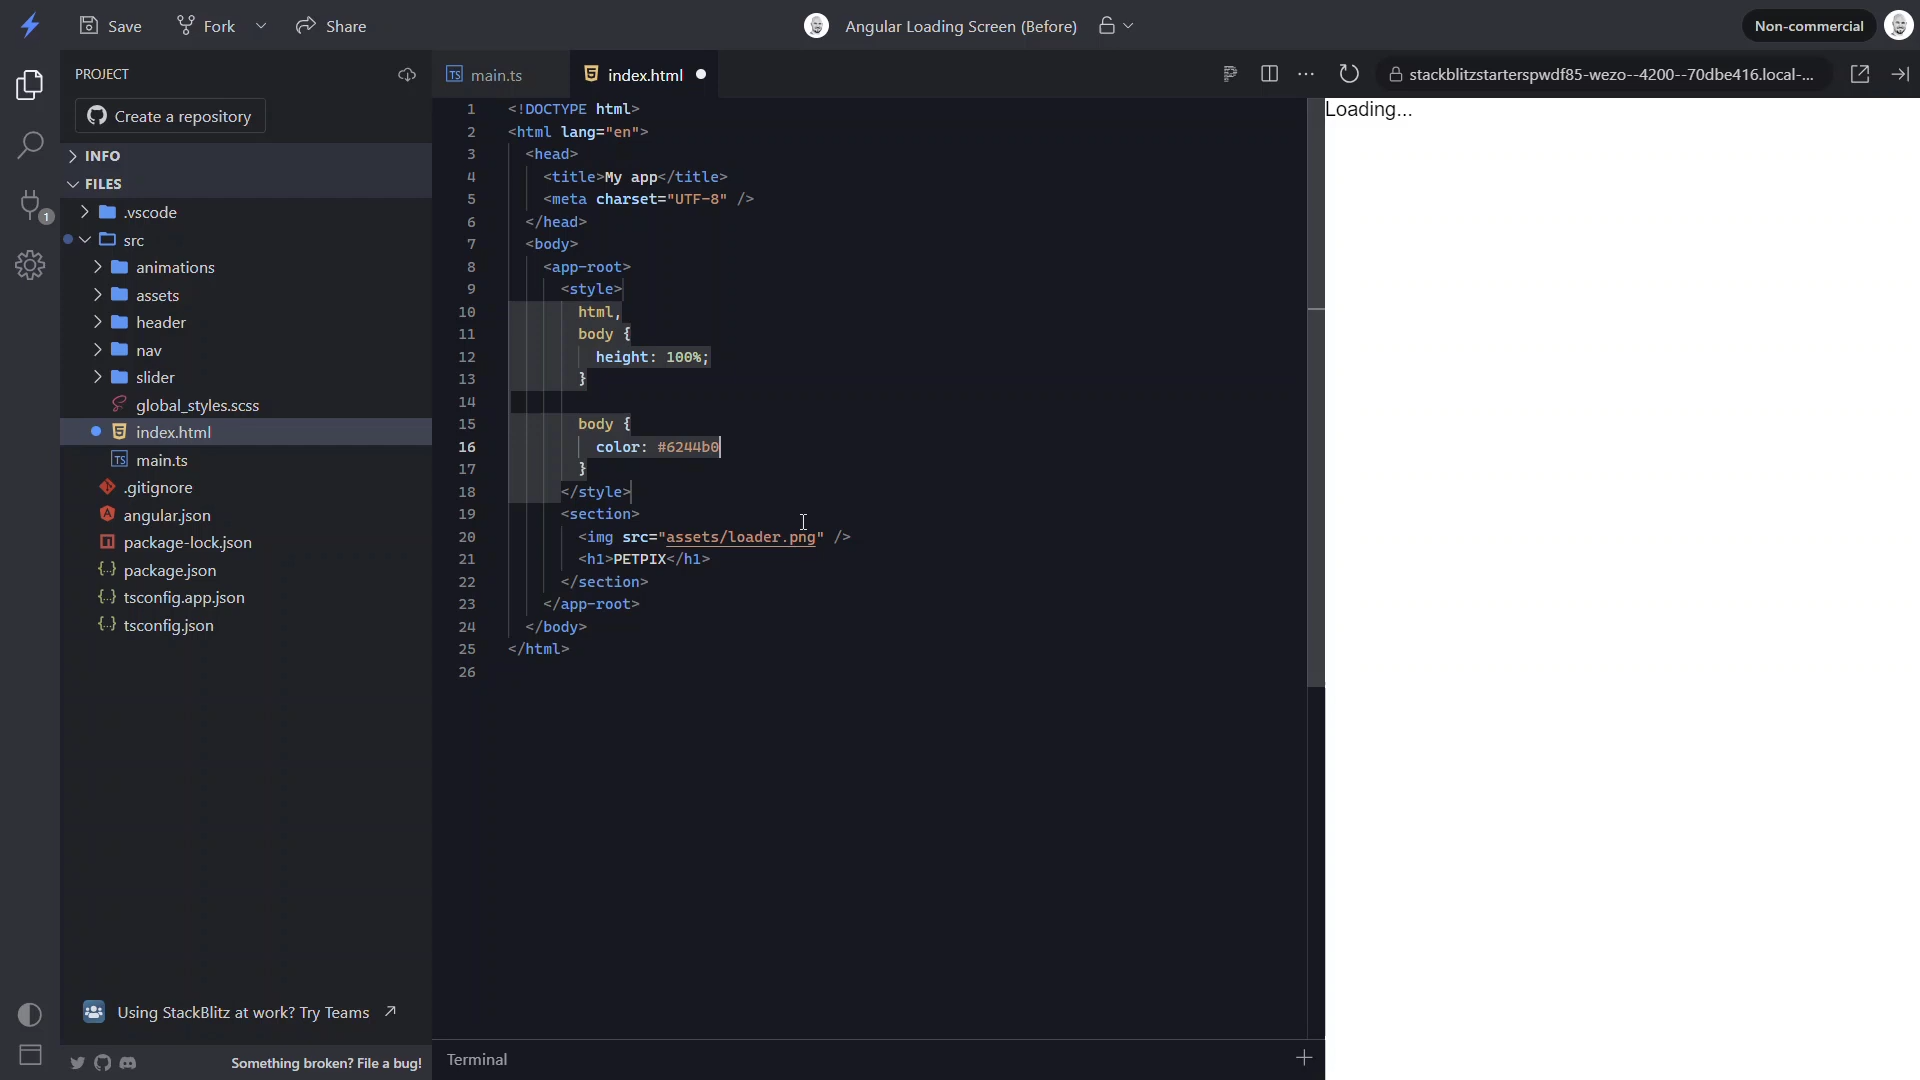 Save
Fork
Share
Angular Loading Screen (Before)
Non-commercial
PROJECT
Create a repository
INFO
FILES
.vscode
src
animations
assets
header
nav
slider
global_styles.scss
index.html
main.ts
.gitignore
angular.json
package-lock.json
package.json
tsconfig.app.json
tsconfig.json
1
Using StackBlitz at work? Try Teams
Something broken? File a bug!
main.ts
index.html
1 <!DOCTYPE html>
2 <html lang="en">
3 <head>
4 <title>My app</title>
5 <meta charset="UTF-8" />
6 </head>
7 <body>
8 <app-root>
9 <style>
10 html,
11 body {
12 height: 100%;
13 }
14
15 body {
16 color: #6244b0
17 }
18 </style>
19 <section>
20 <img src="assets/loader.png" />
21 <h1>PETPIX</h1>
22 </section>
23 </app-root>
24 </body>
25 </html>
26
Terminal
stackblitzstarterspwdf85-wezo--4200--70dbe416.local-...
Loading...